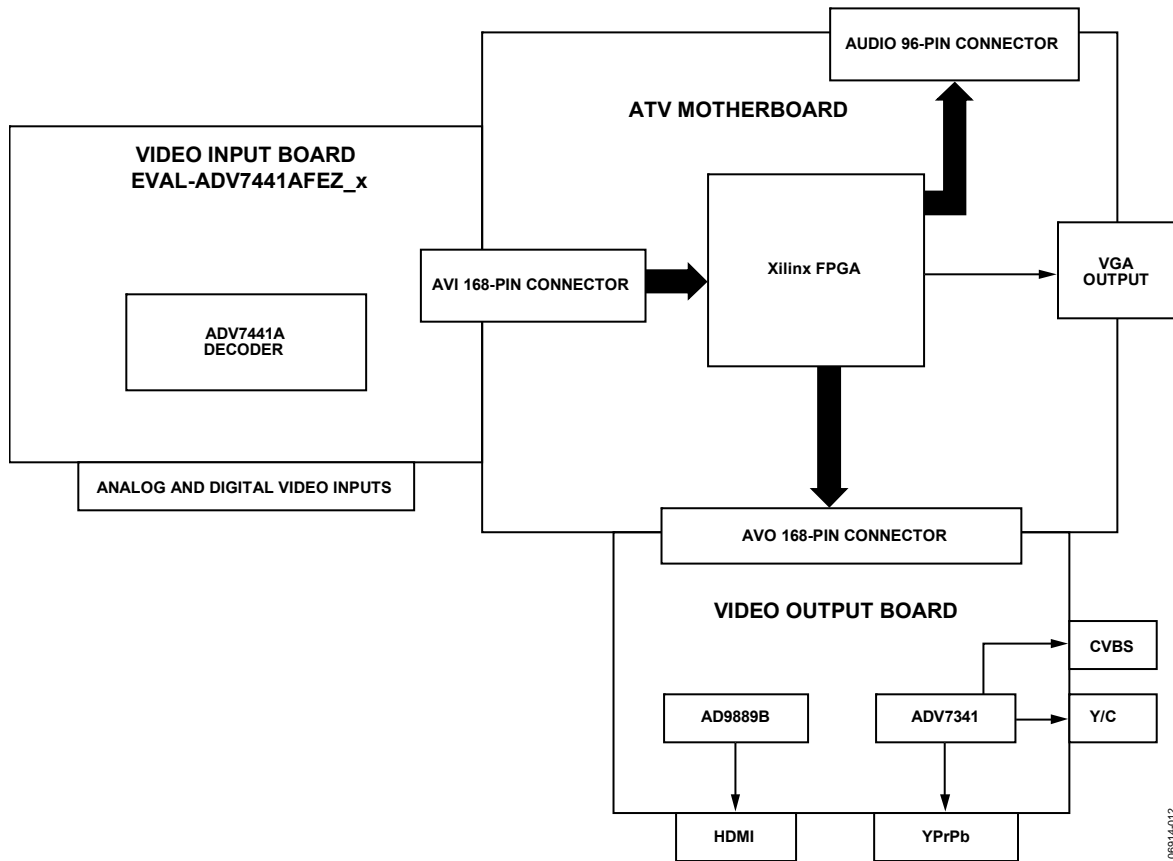 AUDIO 96-PIN CONNECTOR
ATV MOTHERBOARD
VIDEO INPUT BOARD
EVAL-ADV7441AFEZ_x
AVI 168-PIN CONNECTOR
Xilinx FPGA
VGA
OUTPUT
ADV7441A
DECODER
ANALOG AND DIGITAL VIDEO INPUTS
AVO 168-PIN CONNECTOR
VIDEO OUTPUT BOARD
CVBS
AD9889B
ADV7341
Y/C
HDMI
YPrPb
06914-012